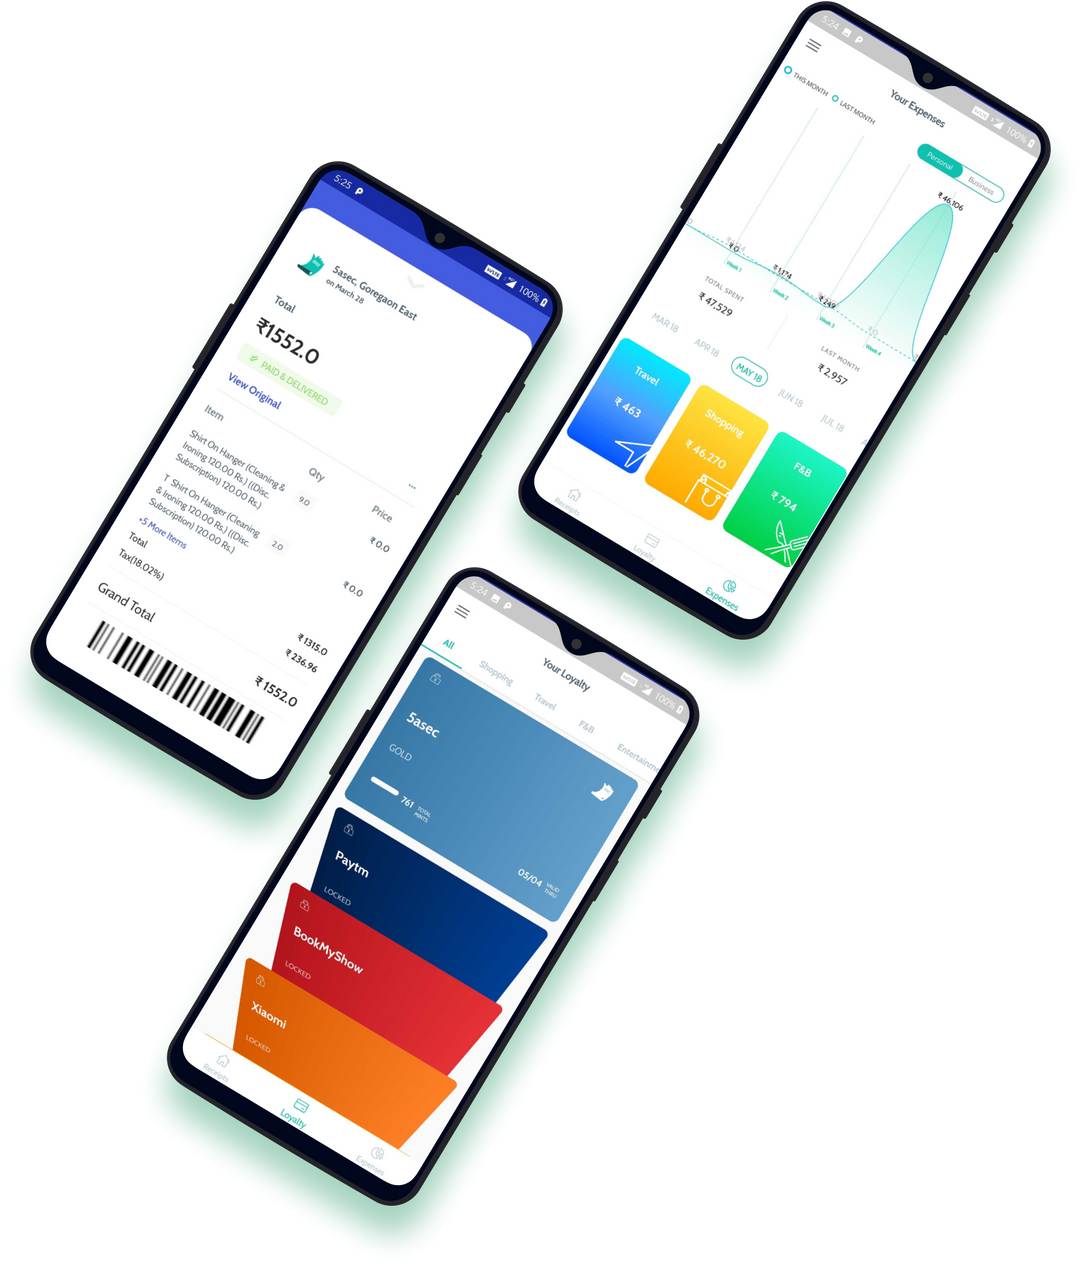 5:25
100%
5asec, Goregaon East
on March 28
Total
₹1552.0
PAID & DELIVERED
View Original
Item
Qty
Price
Shirt On Hanger (Cleaning &
Ironing 120.00 Rs.) ((Disc.
Subscription) 120.00 Rs.)
9.0
₹ 0.0
T Shirt On Hanger (Cleaning
& Ironing 120.00 Rs.) ((Disc.
Subscription) 120.00 Rs.)
2.0
₹ 0.0
+5 More Items
Total
₹ 1315.0
Tax(18.02%)
₹ 236.96
Grand Total
₹ 1552.0
5:24
100%
Your Expenses
THIS MONTH
LAST MONTH
Personal
Business
₹ 46,106
₹ 0
Week 1
₹ 1,174
Week 2
₹ 249
Week 3
₹ 0
Week 4
TOTAL SPENT
₹ 47,529
LAST MONTH
₹ 2,957
MAR 18
APR 18
MAY 18
JUN 18
JUL 18
A
Travel
₹ 463
Shopping
₹ 46,270
F&B
₹ 794
Receipts
Loyalty
Expenses
5:24
100%
Your Loyalty
All
Shopping
Travel
F&B
Entertainme
5asec
GOLD
761
TOTAL
MINTS
05/04
VALID
THRU
Paytm
LOCKED
BookMyShow
LOCKED
Xiaomi
LOCKED
Receipts
Loyalty
Expenses